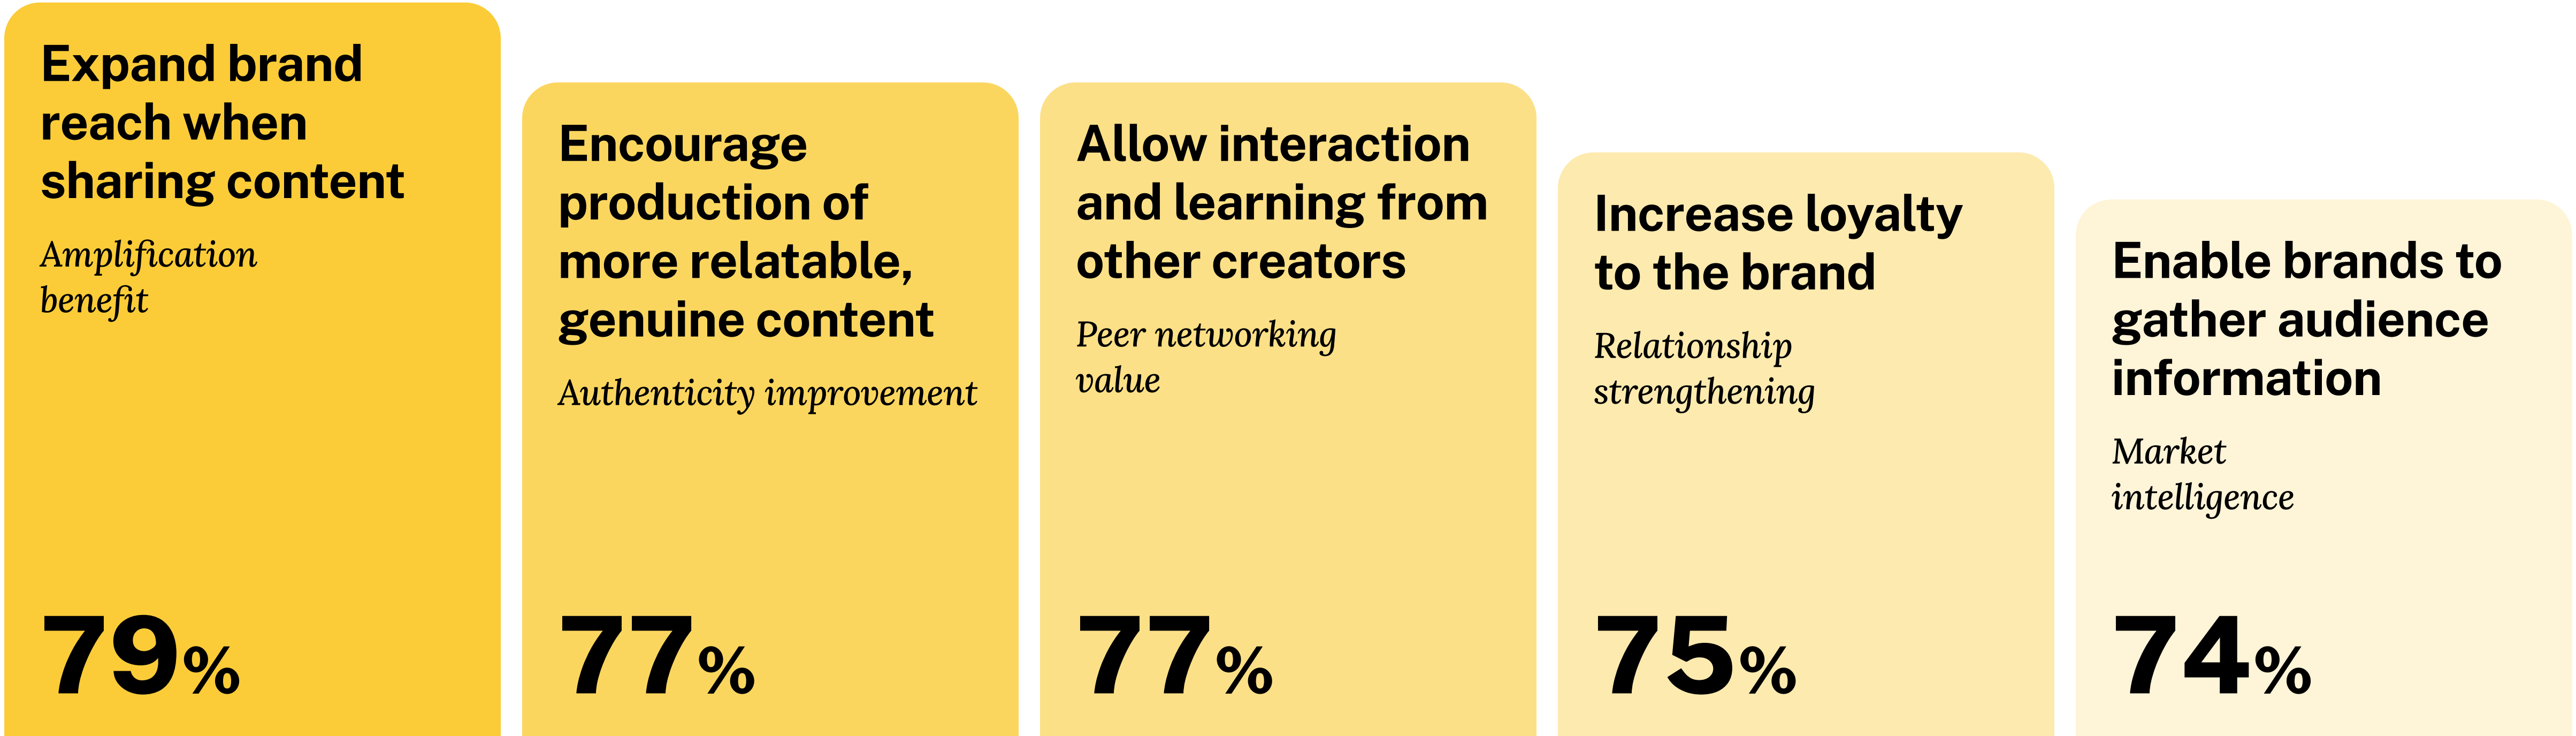 Expand brand
reach when
sharing content
Amplification
benefit
79%
Encourage
production of
more relatable,
genuine content
Authenticity improvement
77%
Allow interaction
and learning from
other creators
Peer networking
value
77%
Increase loyalty
to the brand
Relationship
strengthening
75%
Enable brands to
gather audience
information
Market
intelligence
74%